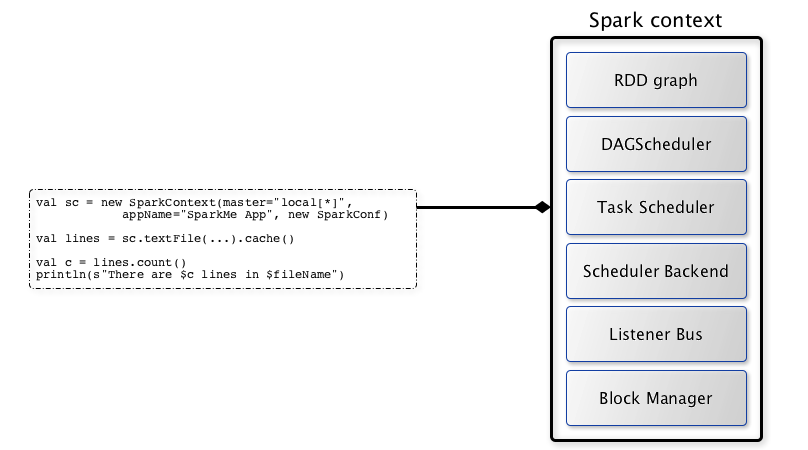 Spark context
RDD graph
DAGScheduler
Task Scheduler
Scheduler Backend
Listener Bus
Block Manager
val sc = new SparkContext(master="local[*]",
            appName="SparkMe App", new SparkConf)
val lines = sc.textFile(...).cache()
val c = lines.count()
println(s"There are $c lines in $fileName")